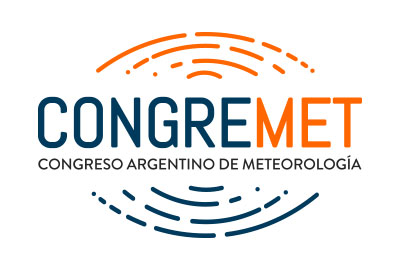 CONGREMET
CONGRESO ARGENTINO DE METEOROLOGÍA